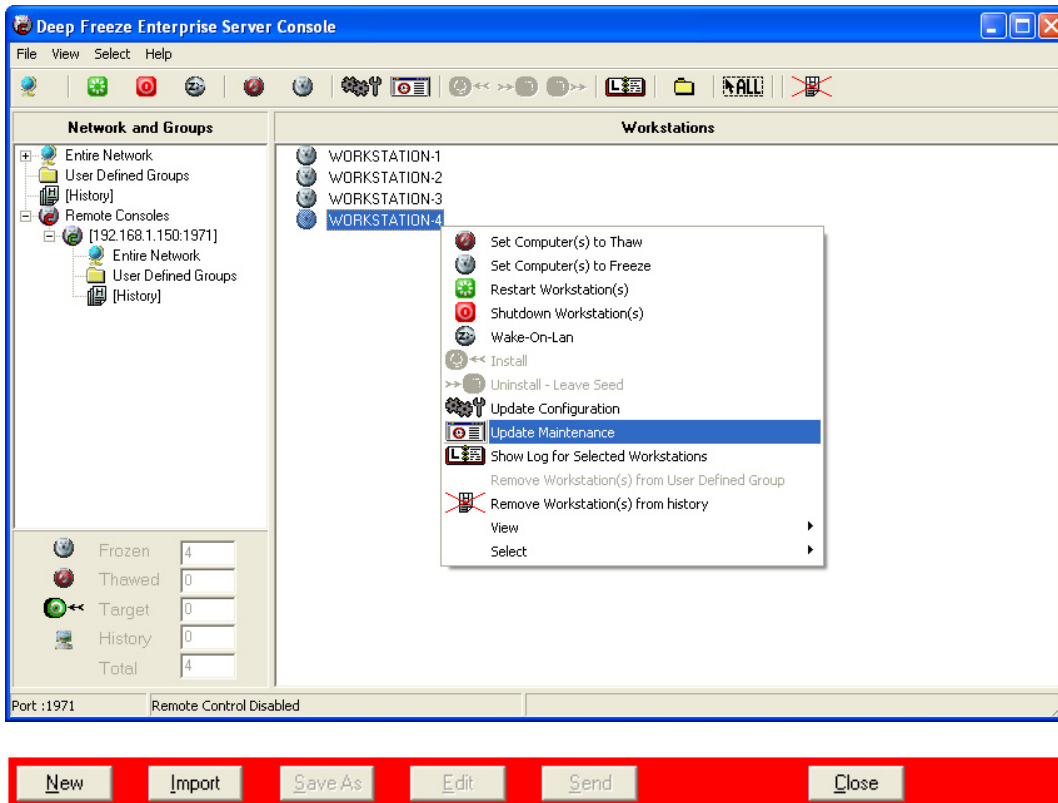 Deep Freeze Enterprise Server Console
File View Select Help
ALL
Network and Groups
Workstations
Entire Network
User Defined Groups
[History]
Remote Consoles
[192.168.1.150:1971]
Entire Network
User Defined Groups
[History]
WORKSTATION-1
WORKSTATION-2
WORKSTATION-3
WORKSTATION-4
Set Computer(s) to Thaw
Set Computer(s) to Freeze
Restart Workstation(s)
Shutdown Workstation(s)
Wake-On-Lan
Install
Uninstall - Leave Seed
Update Configuration
Update Maintenance
Show Log for Selected Workstations
Remove Workstation(s) from User Defined Group
Remove Workstation(s) from history
View
Select
Frozen 4
Thawed 0
Target 0
History 0
Total 4
Port :1971 Remote Control Disabled
New Import Save As Edit Send Close